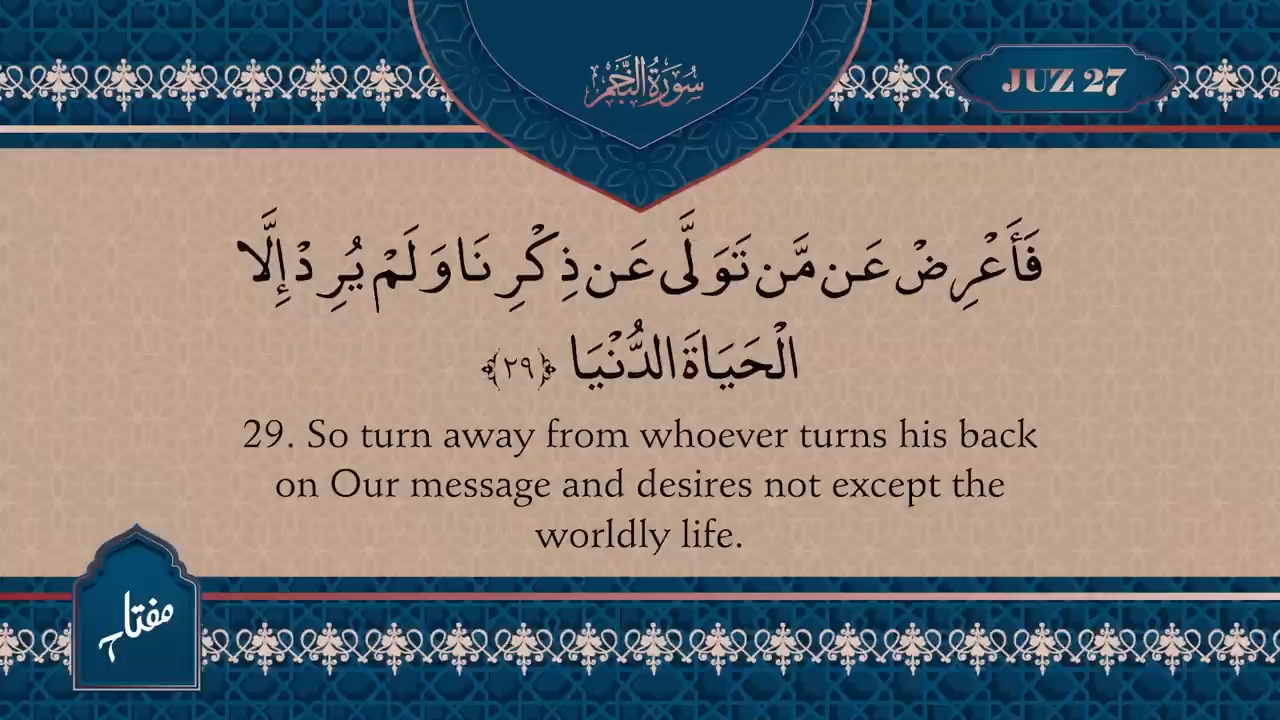 سُورَةُ النَّجْمِ
JUZ 27
فَأَعْرِضْ عَن مَّن تَوَلَّى عَن ذِكْرِنَا وَلَمْ يُرِدْ إِلَّا
الْحَيَاةَ الدُّنْيَا ﴿٢٩﴾
29. So turn away from whoever turns his back
on Our message and desires not except the
worldly life.
مفتاح